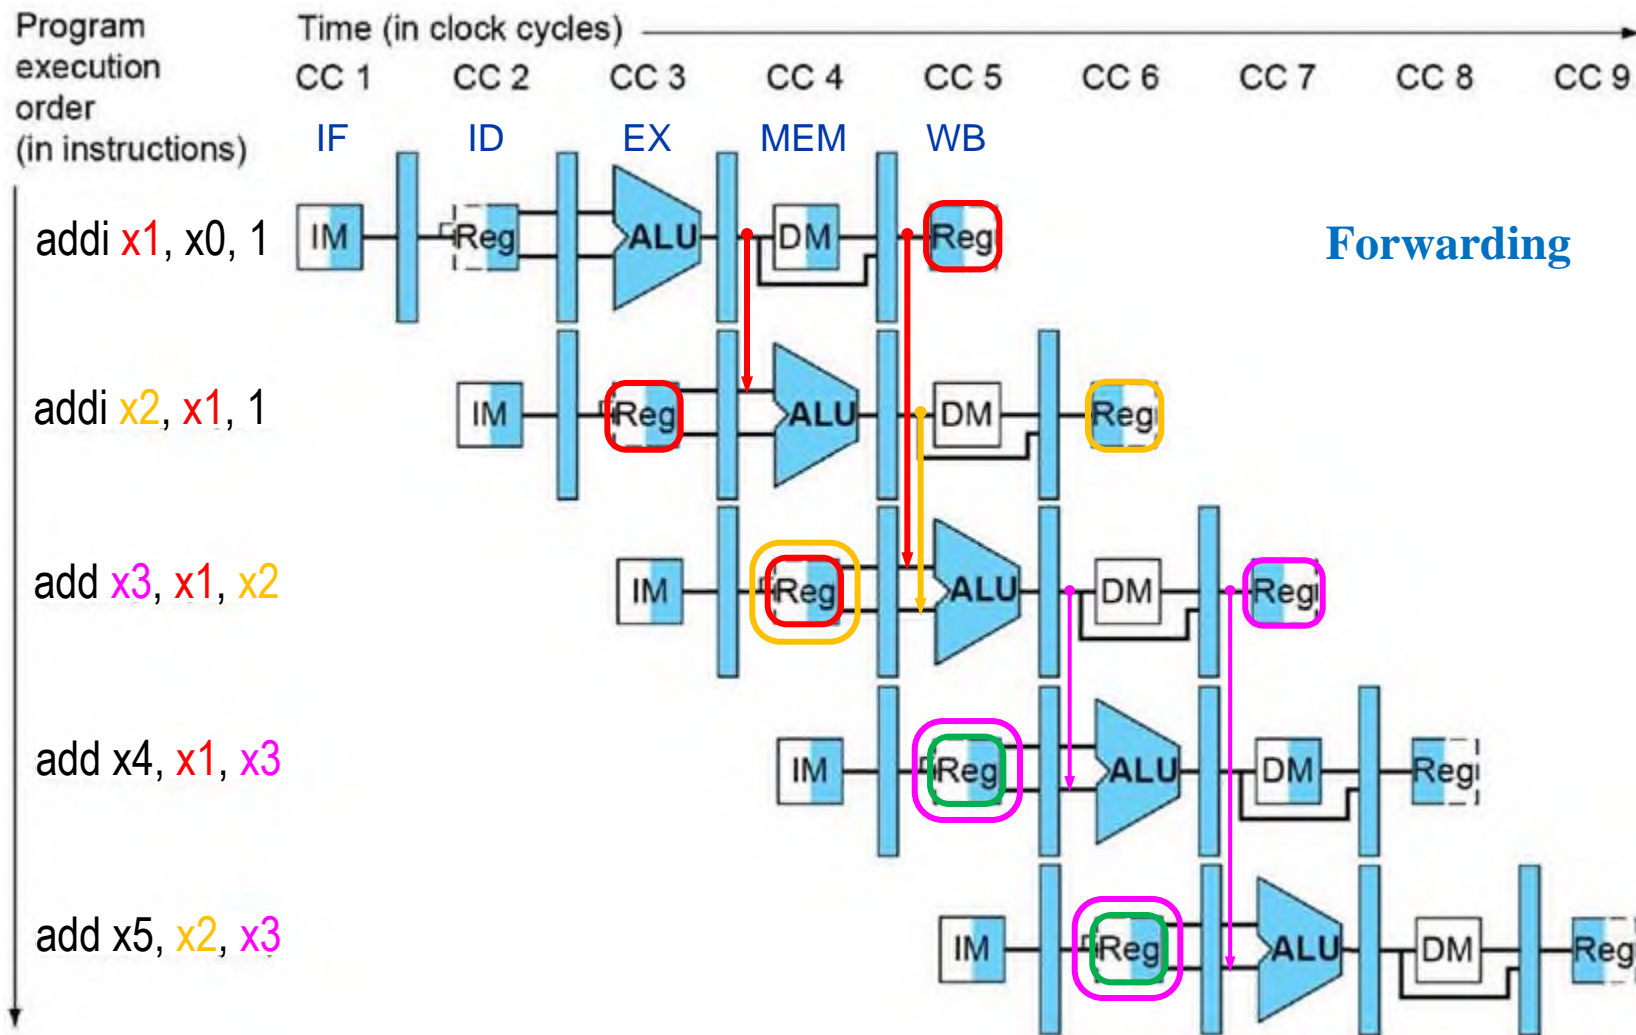 Program
execution
order
(in instructions)
Time (in clock cycles)
CC 1 CC 2 CC 3 CC 4 CC 5 CC 6 CC 7 CC 8 CC 9
IF ID EX MEM WB
Forwarding
addi x1, x0, 1 IM Reg ALU DM Reg
addi x2, x1, 1 IM Reg ALU DM Reg
add x3, x1, x2 IM Reg ALU DM Reg
add x4, x1, x3 IM Reg ALU DM Reg
add x5, x2, x3 IM Reg ALU DM Reg